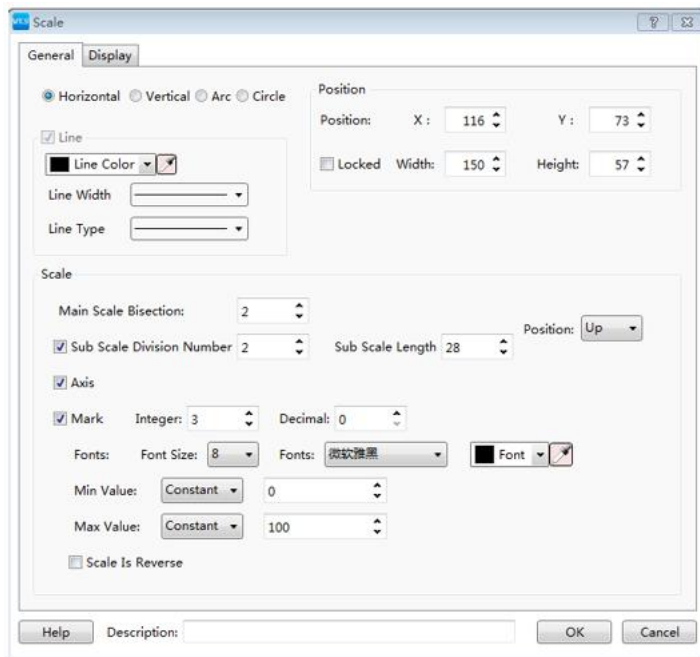 Scale
General Display
Horizontal Vertical Arc Circle
Position
Position: X : 116 Y : 73
Locked Width: 150 Height: 57
Line
Line Color
Line Width
Line Type
Scale
Main Scale Bisection: 2
Position: Up
Sub Scale Division Number 2 Sub Scale Length 28
Axis
Mark Integer: 3 Decimal: 0
Fonts: Font Size: 8 Fonts: 微软雅黑 Font
Min Value: Constant 0
Max Value: Constant 100
Scale Is Reverse
Help Description: OK Cancel